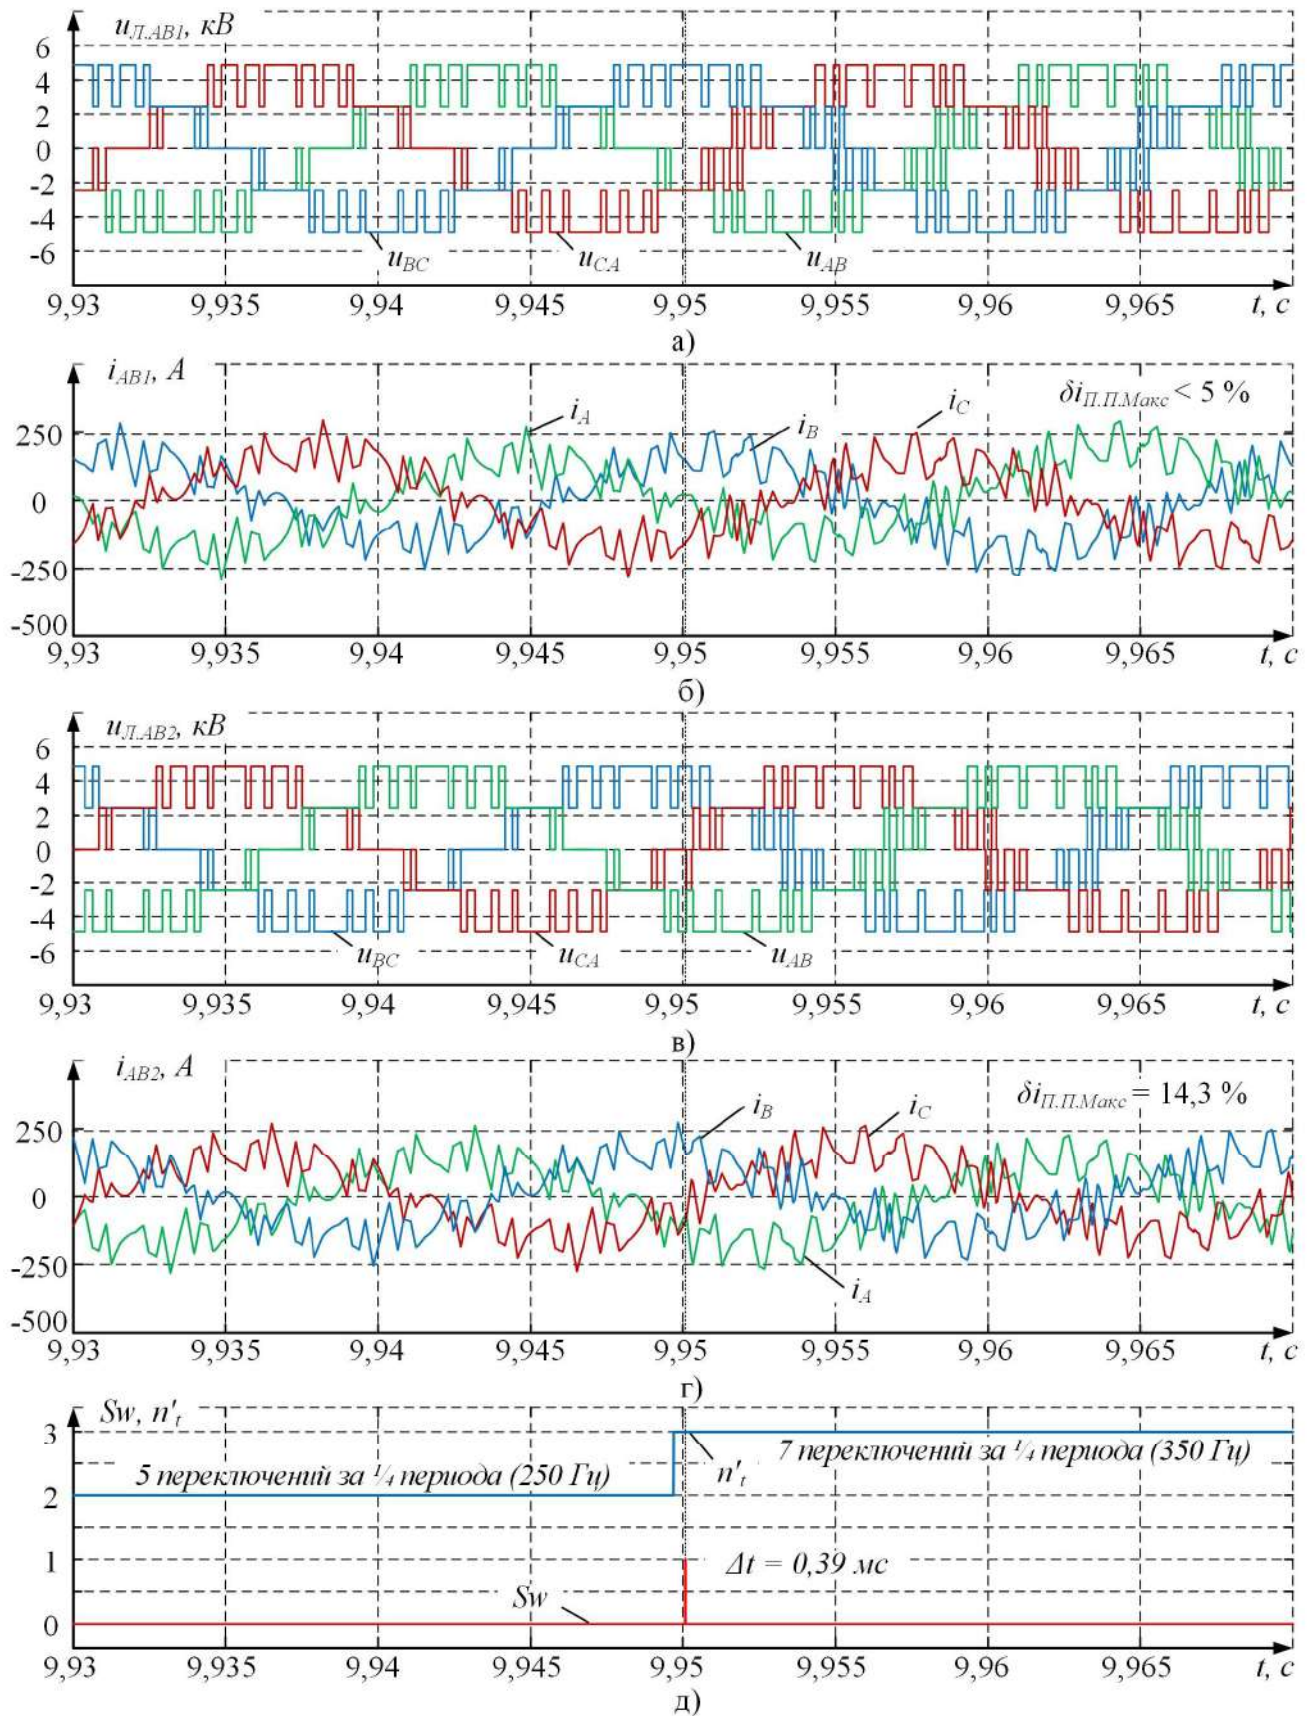 u_Л.АВ1, кВ
6
4
2
0
-2
-4
-6
u_BC
u_CA
u_AB
9,93 9,935 9,94 9,945 9,95 9,955 9,96 9,965 t, с
а)
i_АВ1, А
δi_П.П.Макс < 5 %
250
0
-250
-500
i_A
i_B
i_C
9,93 9,935 9,94 9,945 9,95 9,955 9,96 9,965 t, с
б)
u_Л.АВ2, кВ
6
4
2
0
-2
-4
-6
u_BC
u_CA
u_AB
9,93 9,935 9,94 9,945 9,95 9,955 9,96 9,965 t, с
в)
i_АВ2, А
δi_П.П.Макс = 14,3 %
250
0
-250
-500
i_B
i_C
i_A
9,93 9,935 9,94 9,945 9,95 9,955 9,96 9,965 t, с
г)
Sw, n'_t
3
2
1
0
5 переключений за ¼ периода (250 Гц)
n'_t
7 переключений за ¼ периода (350 Гц)
Δt = 0,39 мс
Sw
9,93 9,935 9,94 9,945 9,95 9,955 9,96 9,965 t, с
д)